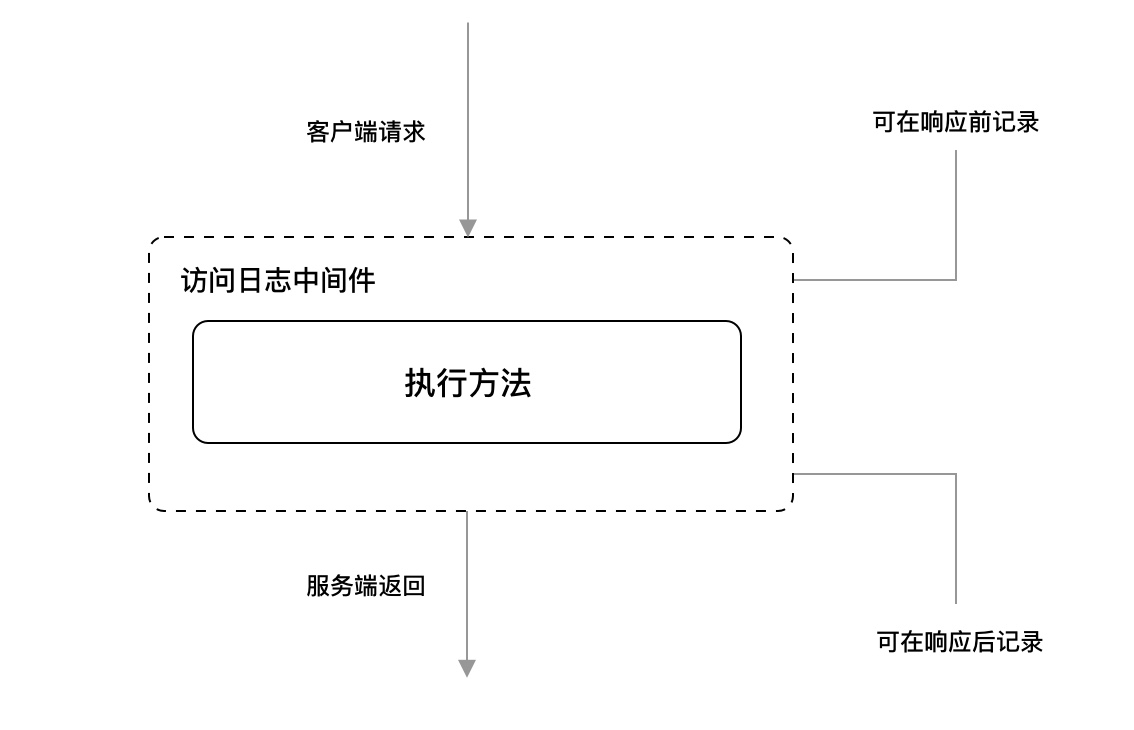 客户端请求
可在响应前记录
访问日志中间件
执行方法
服务端返回
可在响应后记录